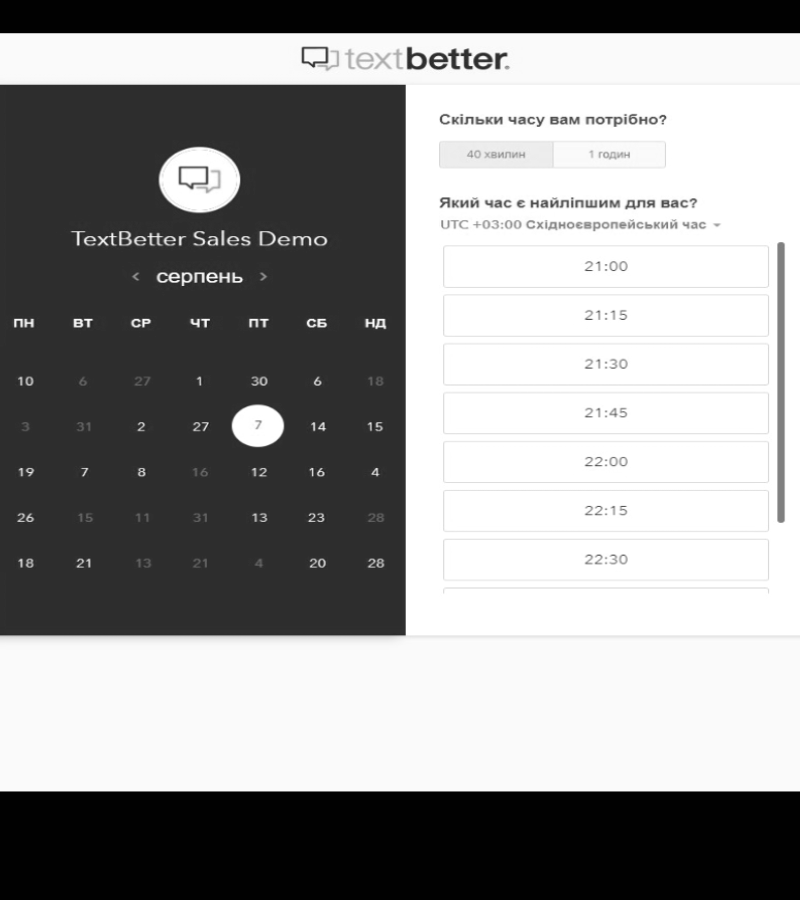 textbetter.
TextBetter Sales Demo
< серпень >
ПН ВТ СР ЧТ ПТ СБ НД
10 6 27 1 30 6 18
3 31 2 27 7 14 15
19 7 8 16 12 16 4
26 15 11 31 13 23 28
18 21 13 21 4 20 28
Скільки часу вам потрібно?
40 хвилин 1 годин
Який час є найліпшим для вас?
UTC +03:00 Східноєвропейський час
21:00
21:15
21:30
21:45
22:00
22:15
22:30